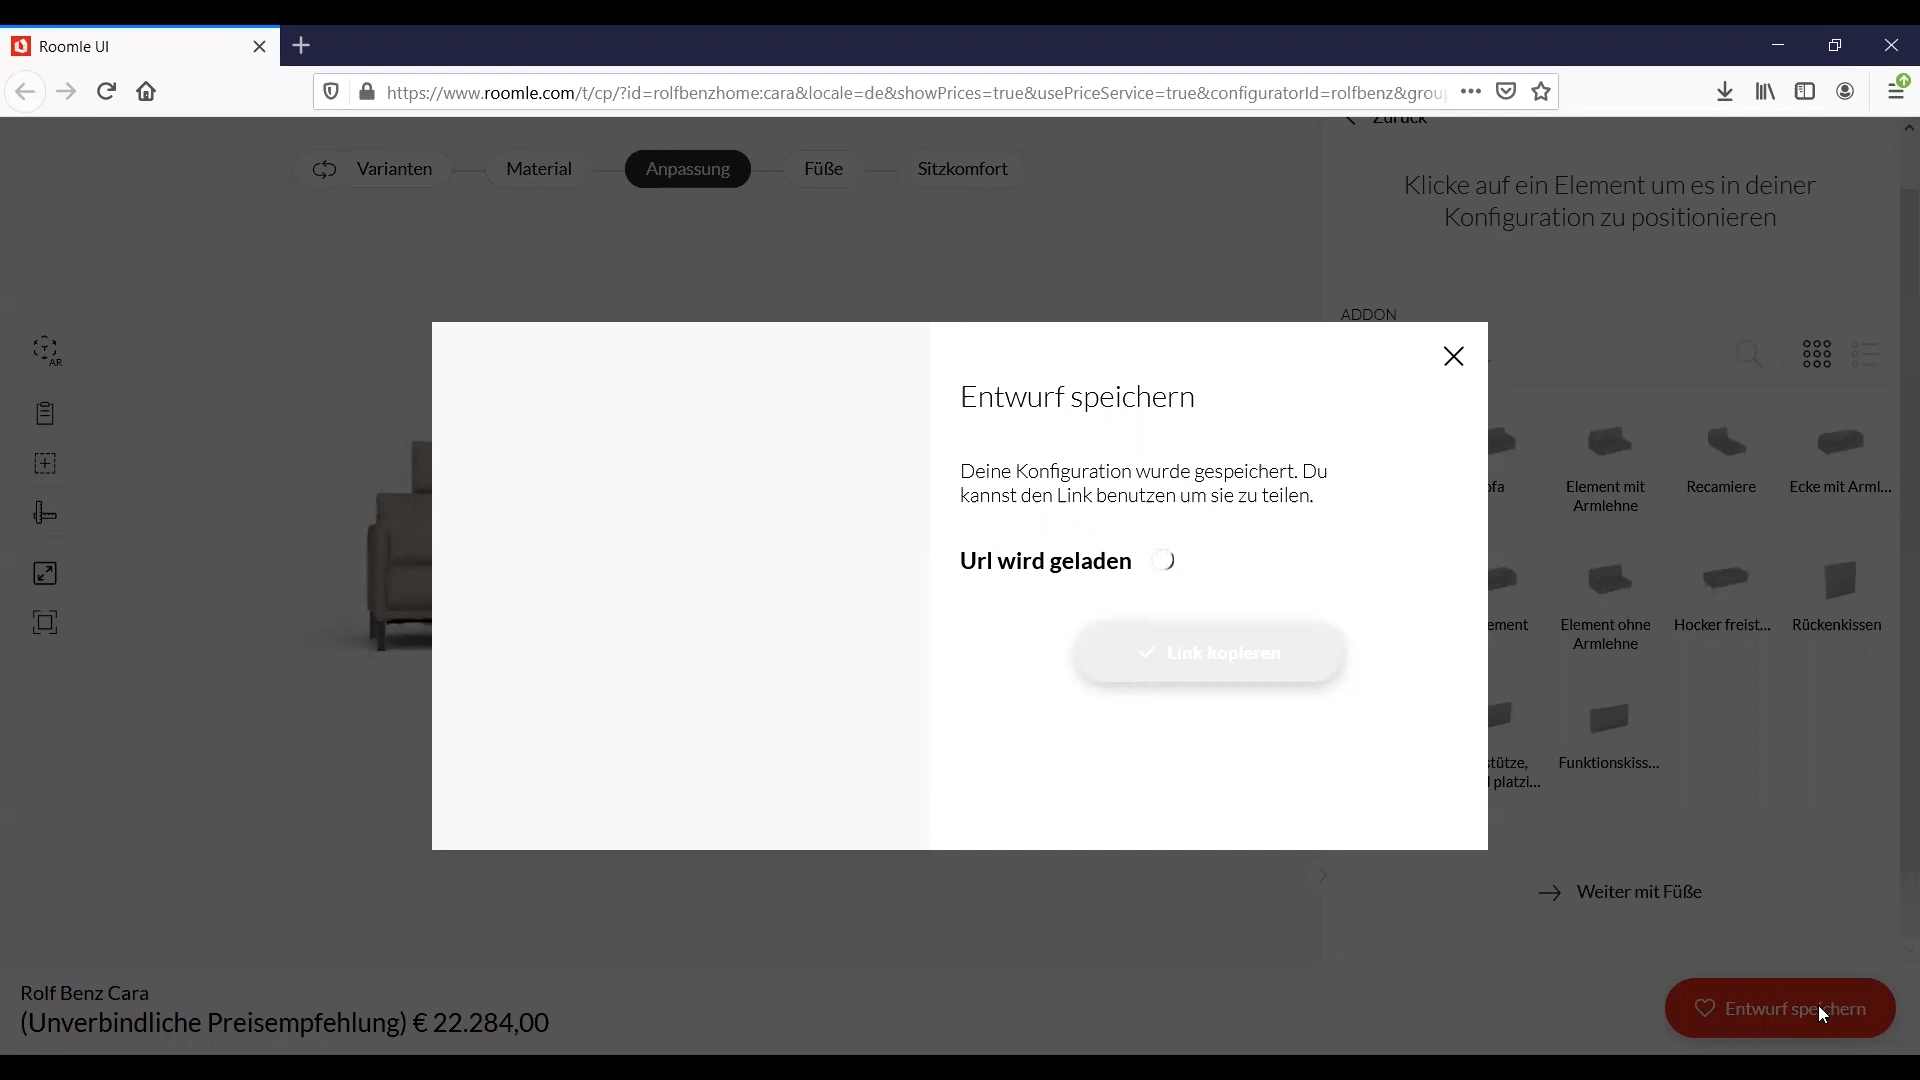 Roomle UI
https://www.roomle.com/t/cp/?id=rolfbenzhome:cara&locale=de&showPrices=true&usePriceService=true&configuratorId=rolfbenz&grou
Zurück
Varianten
Material
Anpassung
Füße
Sitzkomfort
Klicke auf ein Element um es in deiner
Konfiguration zu positionieren
ADDON
AR
Entwurf speichern
Deine Konfiguration wurde gespeichert. Du
kannst den Link benutzen um sie zu teilen.
Url wird geladen
Link kopieren
Element mit
Armlehne
Recamiere
Ecke mit Arml...
Element ohne
Armlehne
Hocker freist...
Rückenkissen
Funktionskiss...
Weiter mit Füße
Rolf Benz Cara
(Unverbindliche Preisempfehlung) € 22.284,00
Entwurf speichern